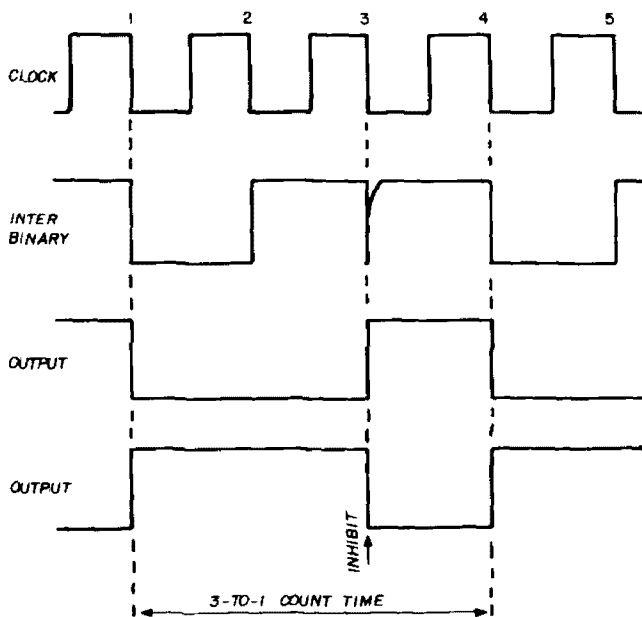 1 2 3 4 5
CLOCK
INTER
BINARY
OUTPUT
OUTPUT
INHIBIT
3-TO-1 COUNT TIME